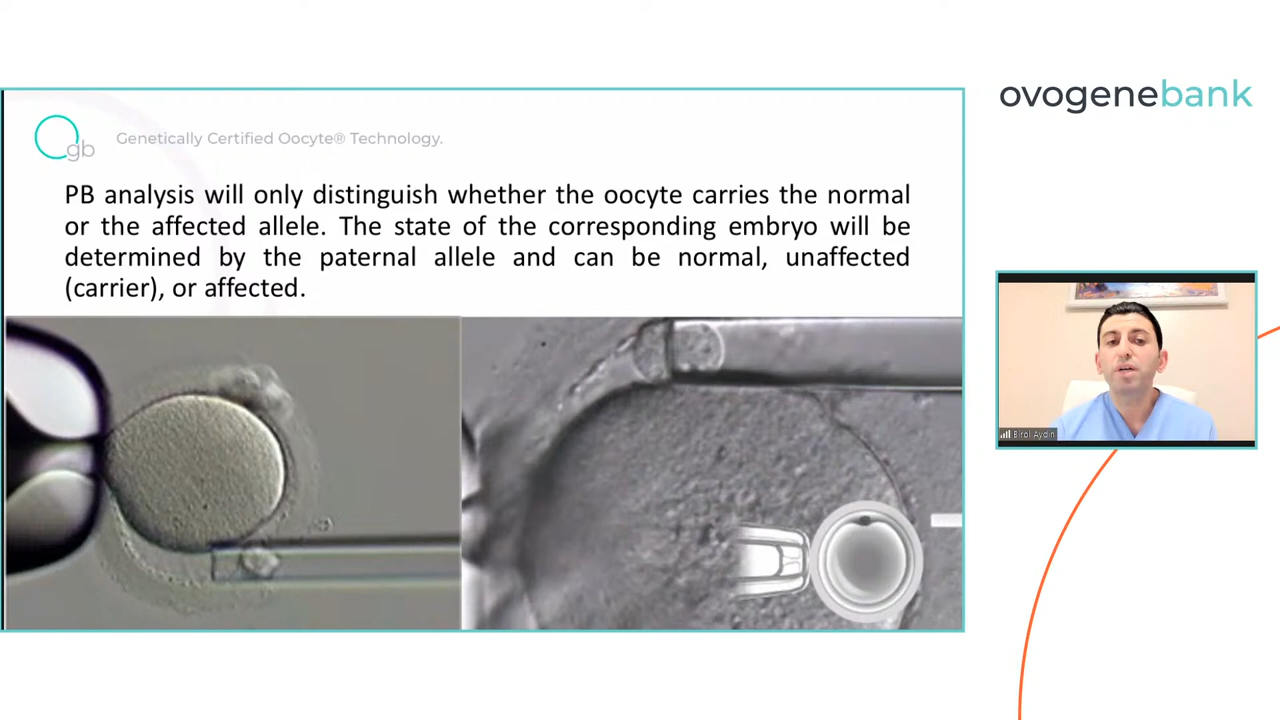 ovogenebank
gb
Genetically Certified Oocyte® Technology.
PB analysis will only distinguish whether the oocyte carries the normal
or the affected allele. The state of the corresponding embryo will be
determined by the paternal allele and can be normal, unaffected
(carrier), or affected.
Birol Aydin